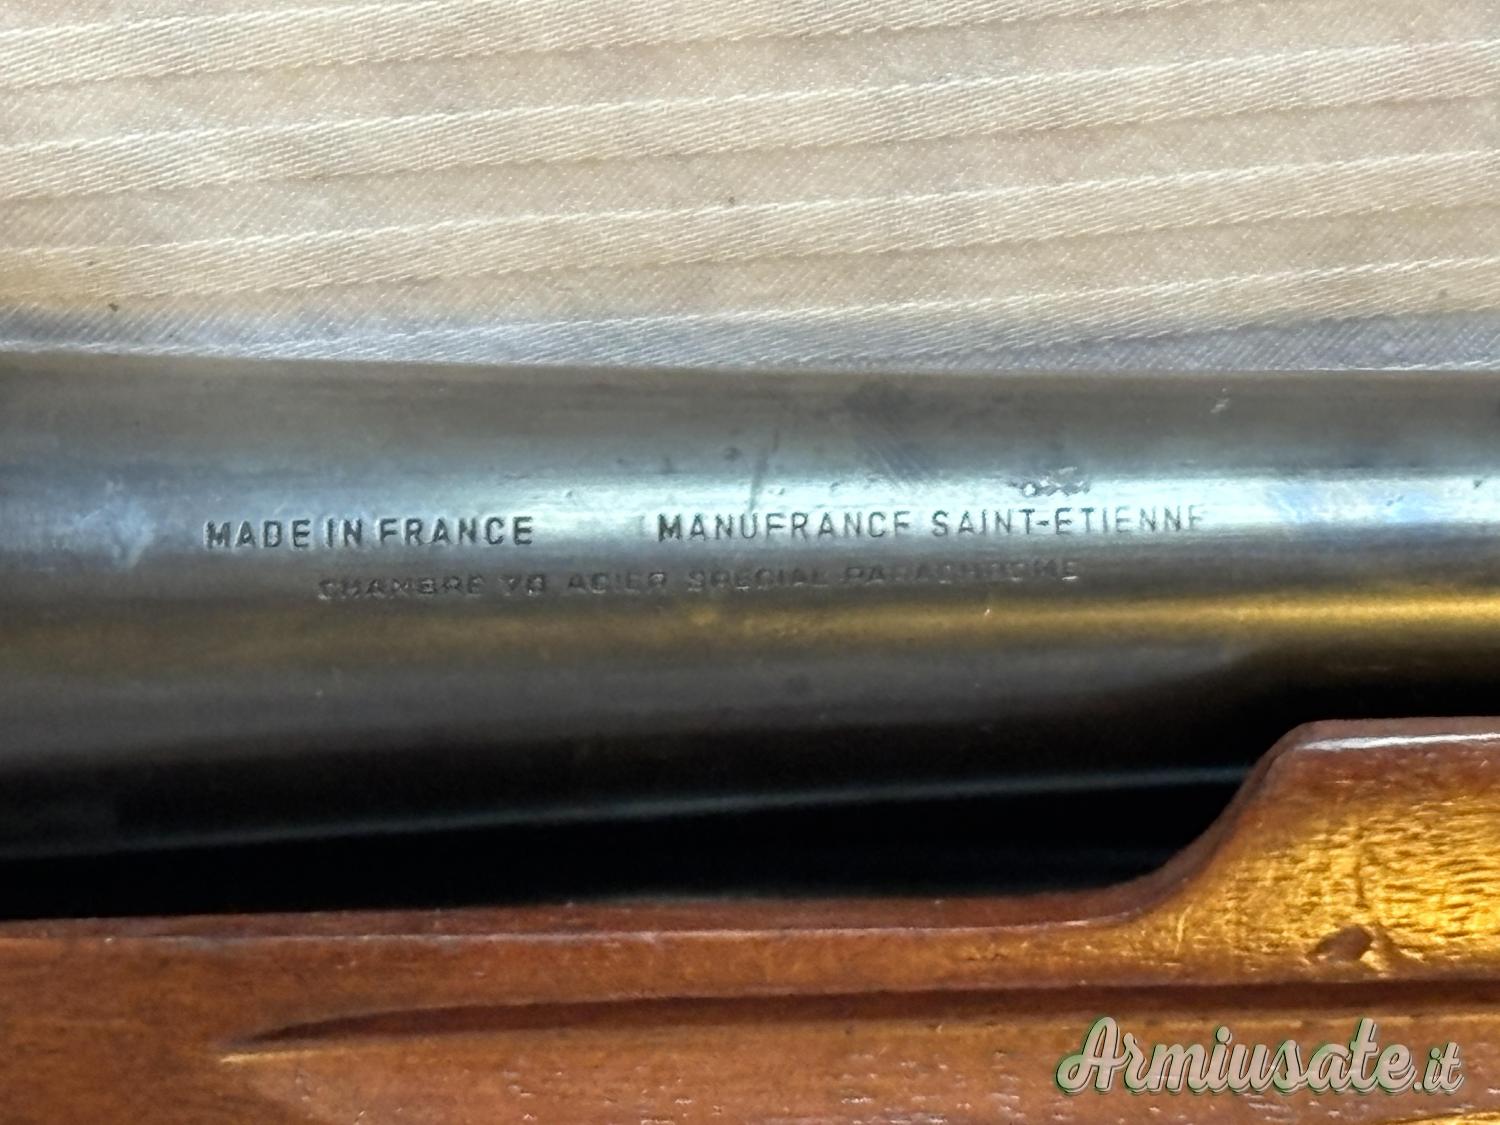 MADE IN FRANCE MANUFRANCE SAINT-ETIENNE
CHAMBRE 70 ACIER SPECIAL PARACHROME
Armiusate.it